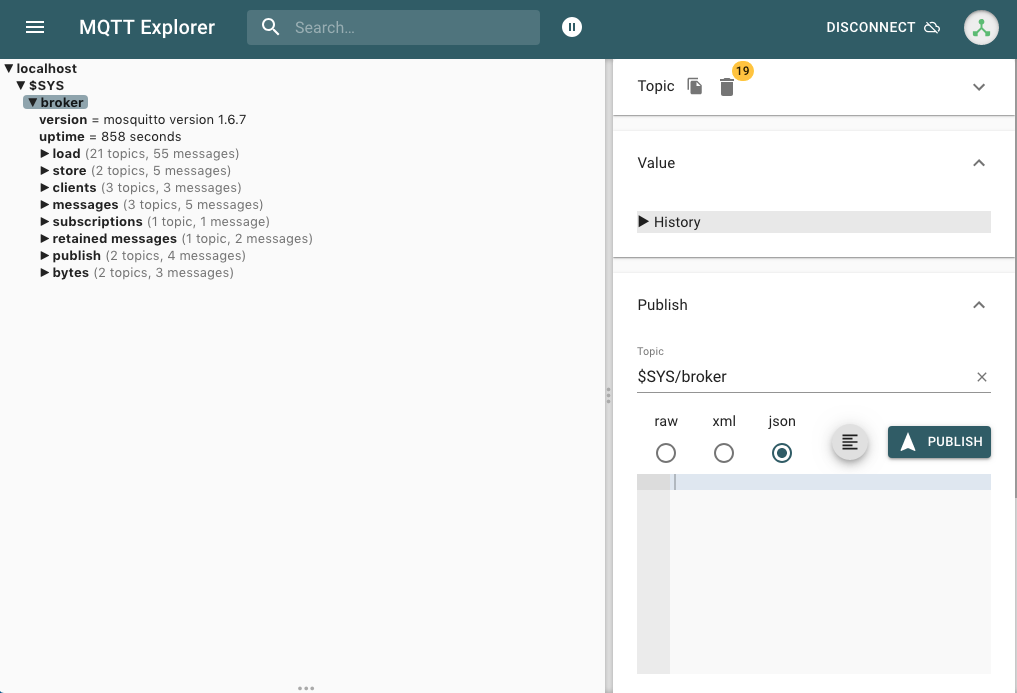 MQTT Explorer
Search...
DISCONNECT
localhost
$SYS
broker
version = mosquitto version 1.6.7
uptime = 858 seconds
load (21 topics, 55 messages)
store (2 topics, 5 messages)
clients (3 topics, 3 messages)
messages (3 topics, 5 messages)
subscriptions (1 topic, 1 message)
retained messages (1 topic, 2 messages)
publish (2 topics, 4 messages)
bytes (2 topics, 3 messages)
Topic
19
Value
History
Publish
Topic
$SYS/broker
raw xml json
PUBLISH